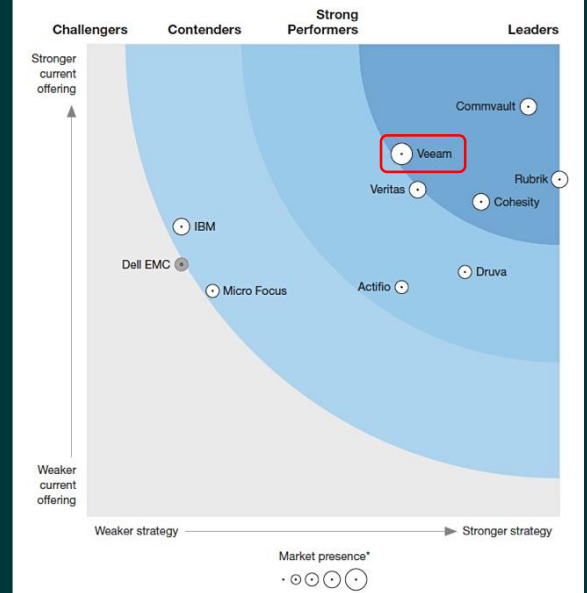 Challengers
Contenders
Strong
Performers
Leaders
Stronger
current
offering
Commvault
Veeam
Rubrik
Veritas
Cohesity
IBM
Dell EMC
Druva
Actifio
Micro Focus
Weaker
current
offering
Weaker strategy
Stronger strategy
Market presence*